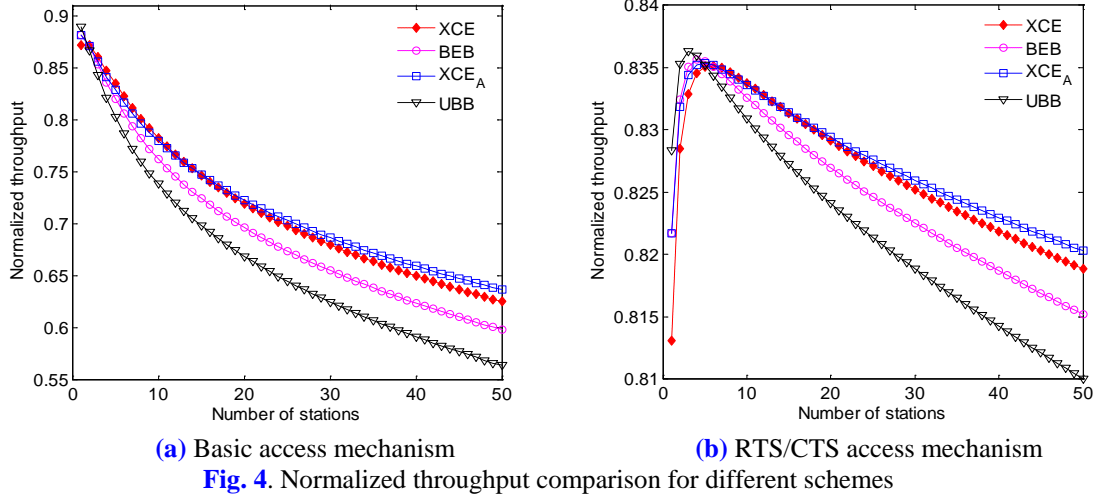 0.9
0.85
0.8
0.75
0.7
0.65
0.6
0.55
Normalized throughput
0 10 20 30 40 50
Number of stations
XCE
BEB
XCE_A
UBB
(a) Basic access mechanism
0.84
0.835
0.83
0.825
0.82
0.815
0.81
Normalized throughput
0 10 20 30 40 50
Number of stations
XCE
BEB
XCE_A
UBB
(b) RTS/CTS access mechanism
Fig. 4. Normalized throughput comparison for different schemes